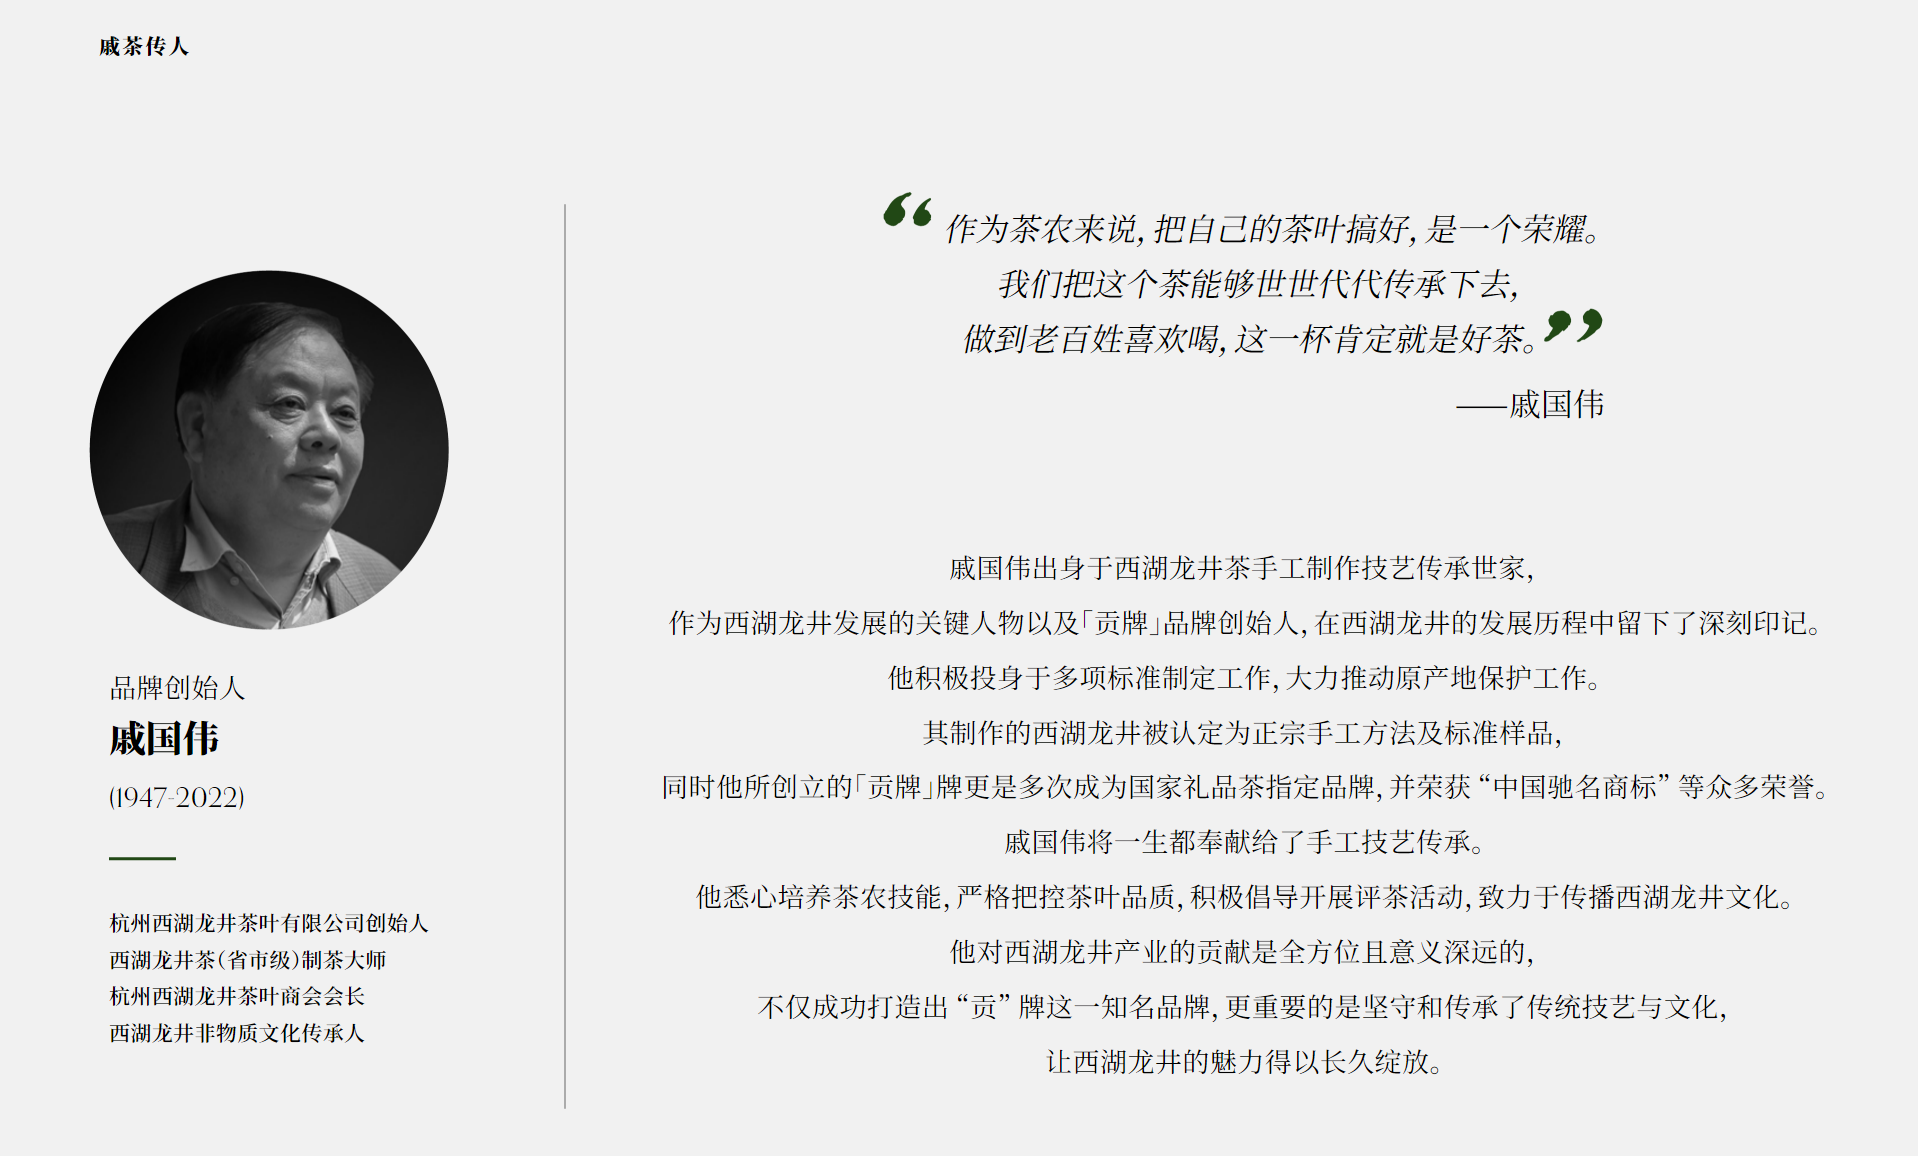 戚茶传人
品牌创始人
戚国伟
(1947-2022)
杭州西湖龙井茶叶有限公司创始人
西湖龙井茶(省市级)制茶大师
杭州西湖龙井茶叶商会会长
西湖龙井非物质文化传承人
“作为茶农来说,把自己的茶叶搞好,是一个荣耀。
我们把这个茶能够世世代代传承下去,
做到老百姓喜欢喝,这一杯肯定就是好茶。”
——戚国伟
戚国伟出身于西湖龙井茶手工制作技艺传承世家,
作为西湖龙井发展的关键人物以及「贡牌」品牌创始人,在西湖龙井的发展历程中留下了深刻印记。
他积极投身于多项标准制定工作,大力推动原产地保护工作。
其制作的西湖龙井被认定为正宗手工方法及标准样品,
同时他所创立的「贡牌」牌更是多次成为国家礼品茶指定品牌,并荣获“中国驰名商标”等众多荣誉。
戚国伟将一生都奉献给了手工技艺传承。
他悉心培养茶农技能,严格把控茶叶品质,积极倡导开展评茶活动,致力于传播西湖龙井文化。
他对西湖龙井产业的贡献是全方位且意义深远的,
不仅成功打造出“贡”牌这一知名品牌,更重要的是坚守和传承了传统技艺与文化,
让西湖龙井的魅力得以长久绽放。